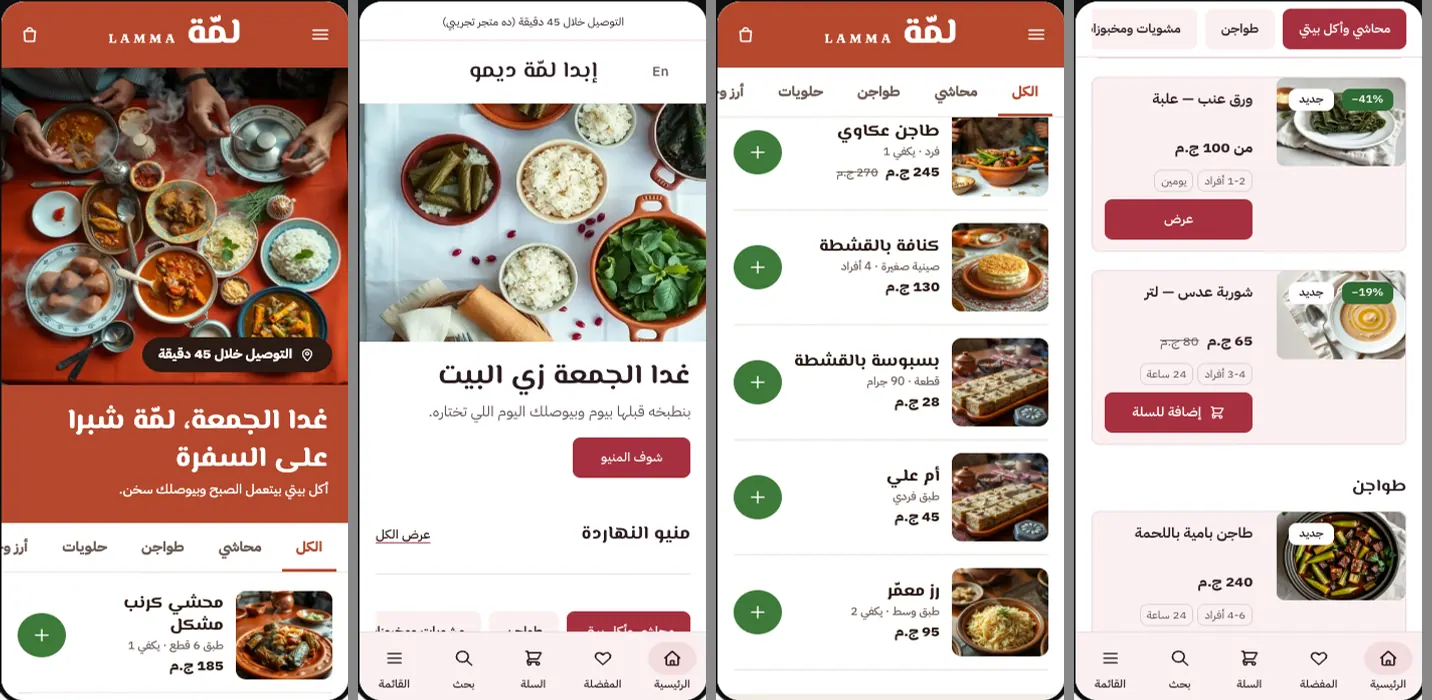 لمّة LAMMA
التوصيل خلال 45 دقيقة
غدا الجمعة، لمّة شبرا
على السفرة
أكل بيتي بيتعمل الصبح وبيوصلك سخن.
الكل
محاشي
طواجن
حلويات
أرز و
محشي كرنب
مشكل
طبق 6 قطع · يكفي 1
185 ج.م
التوصيل خلال 45 دقيقة (ده متجر تجريبي)
إبدا لمّة ديمو
En
غدا الجمعة زي البيت
بنطبخه قبلها بيوم وبيوصلك اليوم اللي تختاره.
شوف المنيو
منيو النهاردة
عرض الكل
الرئيسية
المفضلة
السلة
بحث
القائمة
لمّة LAMMA
الكل
محاشي
طواجن
حلويات
أرز و
طاجن عكاوي
فرد · يكفي 1
245 ج.م 270 ج.م
كنافة بالقشطة
صينية صغيرة · 4 أفراد
130 ج.م
بسبوسة بالقشطة
قطعة · 90 جرام
28 ج.م
أم علي
طبق فردي
45 ج.م
رز معمّر
طبق وسط · يكفي 2
95 ج.م
محاشي وأكل بيتي
طواجن
مشويات ومخبوزا
−41%
جديد
ورق عنب — علبة
من 100 ج.م
1-2 أفراد
يومين
عرض
−19%
جديد
شوربة عدس — لتر
65 ج.م 80 ج.م
3-4 أفراد
24 ساعة
إضافة للسلة
طواجن
جديد
طاجن بامية باللحمة
240 ج.م
4-6 أفراد
24 ساعة
الرئيسية
المفضلة
السلة
بحث
القائمة